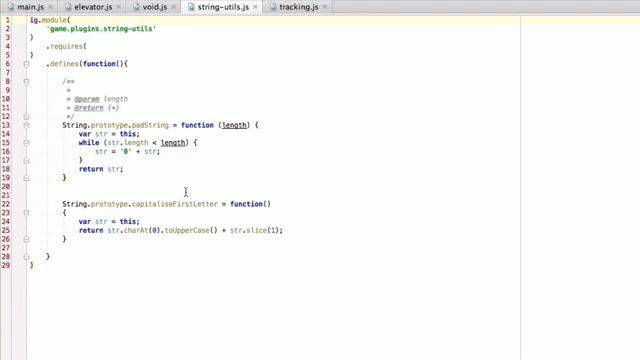 main.js
elevator.js
void.js
string-utils.js
tracking.js
1 ig.module(
2 'game.plugins.string-utils'
3 )
4 .requires(
5 )
6 .defines(function(){
7
8 /**
9 *
10 * @param length
11 * @return {*}
12 */
13 String.prototype.padString = function (length) {
14 var str = this;
15 while (str.length < length) {
16 str = '0' + str;
17 }
18 return str;
19 }
20
21
22 String.prototype.capitaliseFirstLetter = function()
23 {
24 var str = this;
25 return str.charAt(0).toUpperCase() + str.slice(1);
26 }
27
28 }
29 )